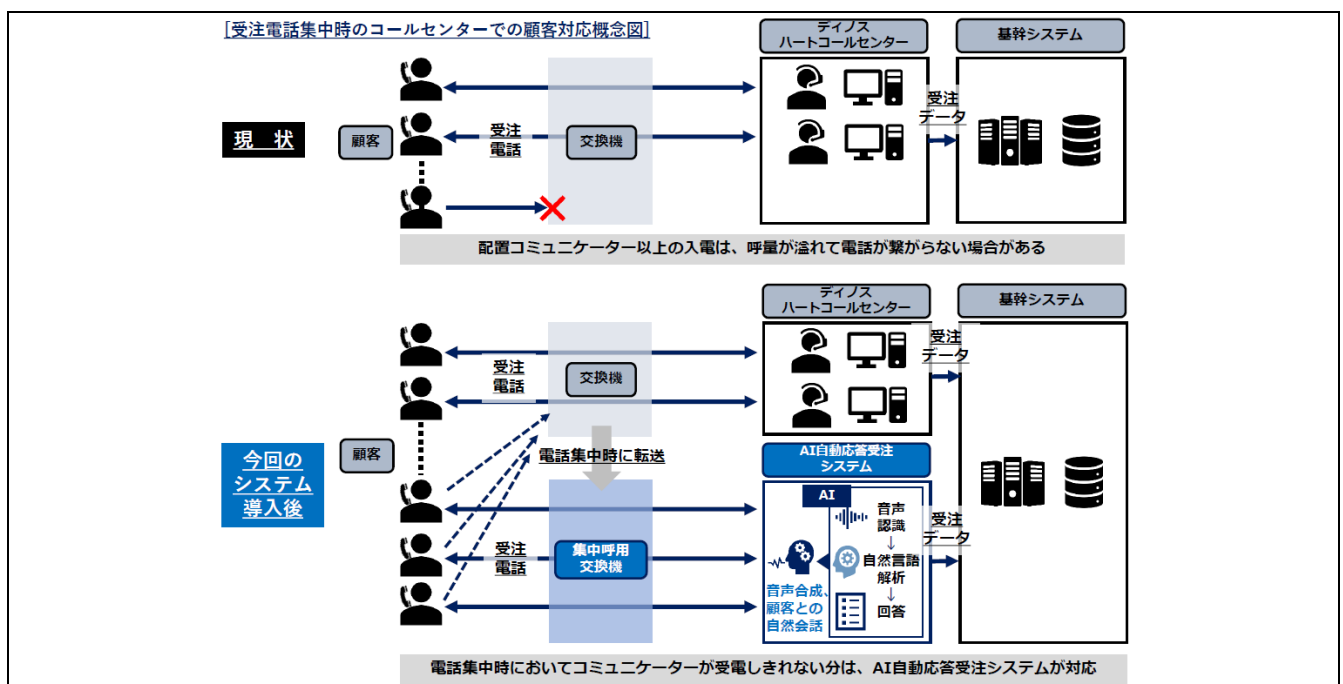 [受注電話集中時のコールセンターでの顧客対応概念図]
ディノス
ハートコールセンター
基幹システム
現 状
顧客
受注
電話
交換機
受注
データ
配置コミュニケーター以上の入電は、呼量が溢れて電話が繋がらない場合がある
ディノス
ハートコールセンター
基幹システム
受注
電話
交換機
受注
データ
今回の
システム
導入後
顧客
電話集中時に転送
AI自動応答受注
システム
AI
音声
認識
↓
自然言語
解析
↓
回答
音声合成、
顧客との
自然会話
受注
電話
集中呼用
交換機
受注
データ
電話集中時においてコミュニケーターが受電しきれない分は、AI自動応答受注システムが対応